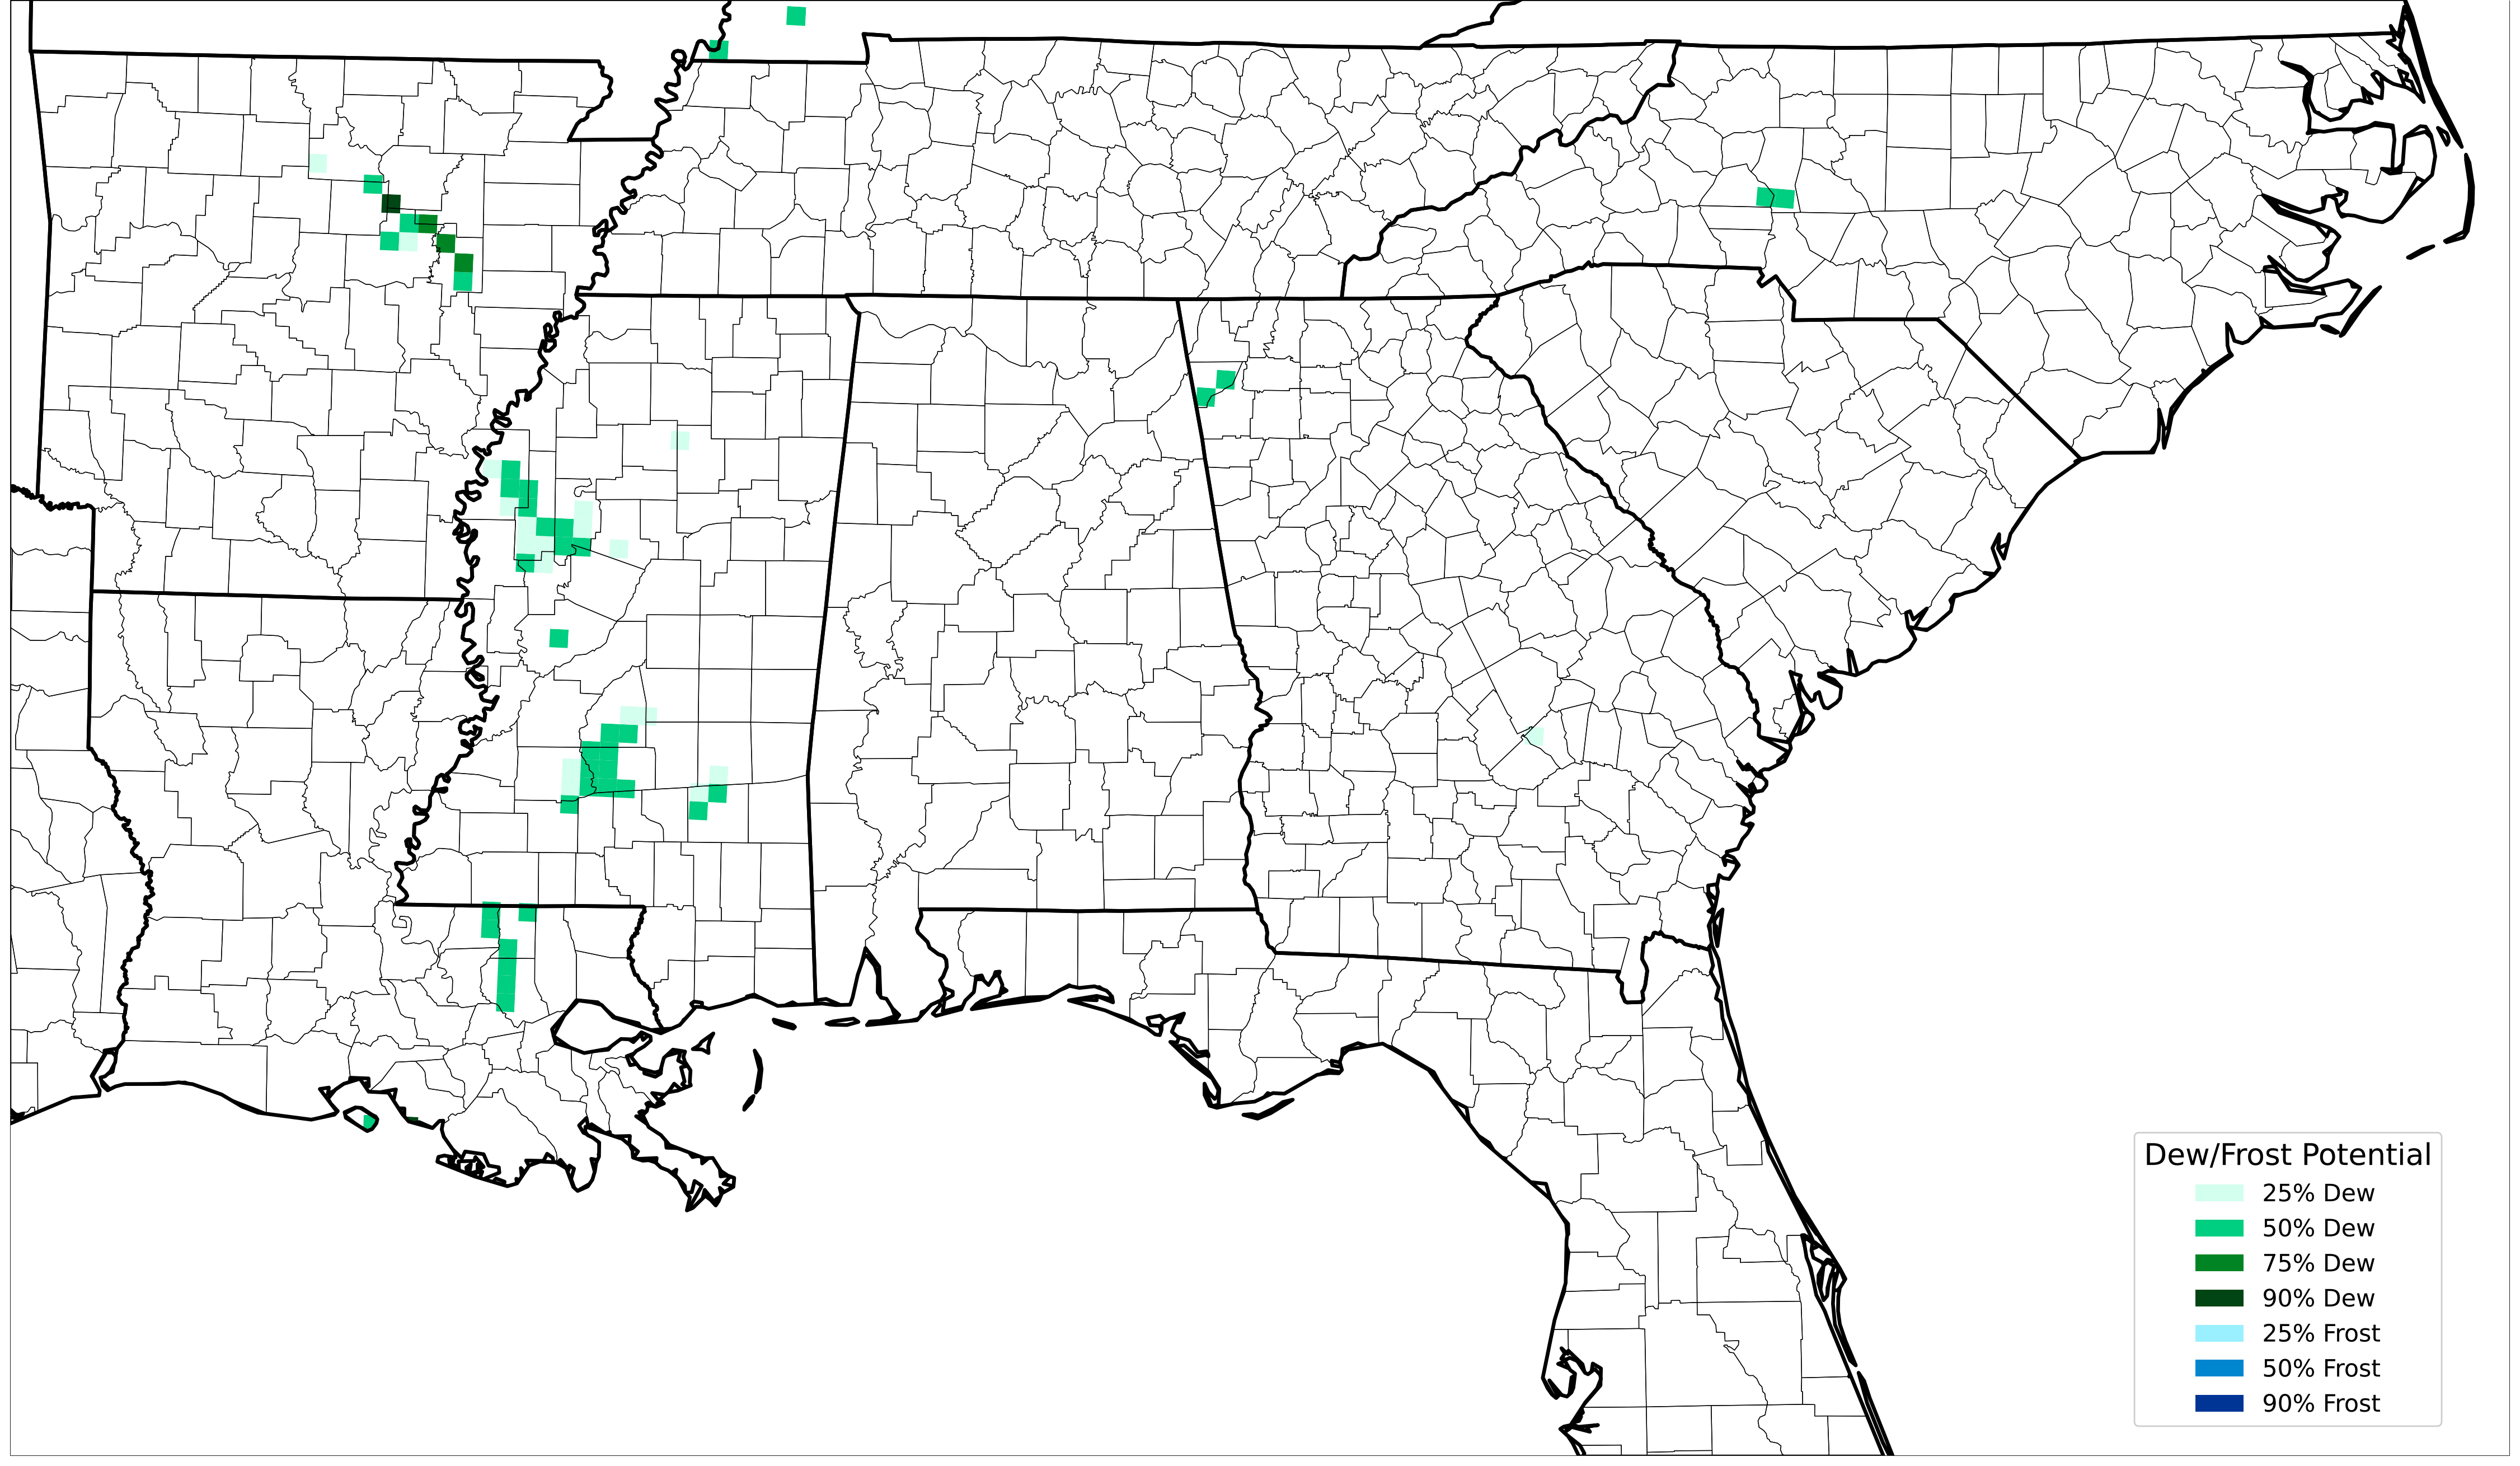 Dew/Frost Potential
25% Dew
50% Dew
75% Dew
90% Dew
25% Frost
50% Frost
90% Frost